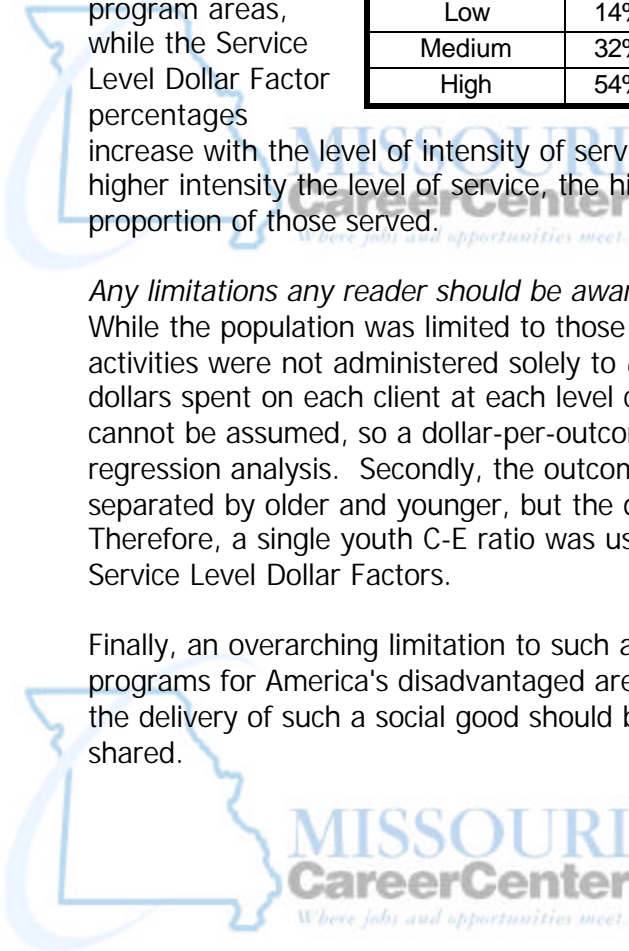 program areas,
while the Service
Level Dollar Factor
percentages
Low 14%
Medium 32%
High 54%
increase with the level of intensity of serv
higher intensity the level of service, the hi
proportion of those served.
MISSOURI
CareerCenter
Where jobs and opportunities meet.
Any limitations any reader should be awar
While the population was limited to those
activities were not administered solely to
dollars spent on each client at each level o
cannot be assumed, so a dollar-per-outcom
regression analysis. Secondly, the outcom
separated by older and younger, but the o
Therefore, a single youth C-E ratio was us
Service Level Dollar Factors.
Finally, an overarching limitation to such a
programs for America's disadvantaged are
the delivery of such a social good should b
shared.
MISSOURI
CareerCenter
Where jobs and opportunities meet.